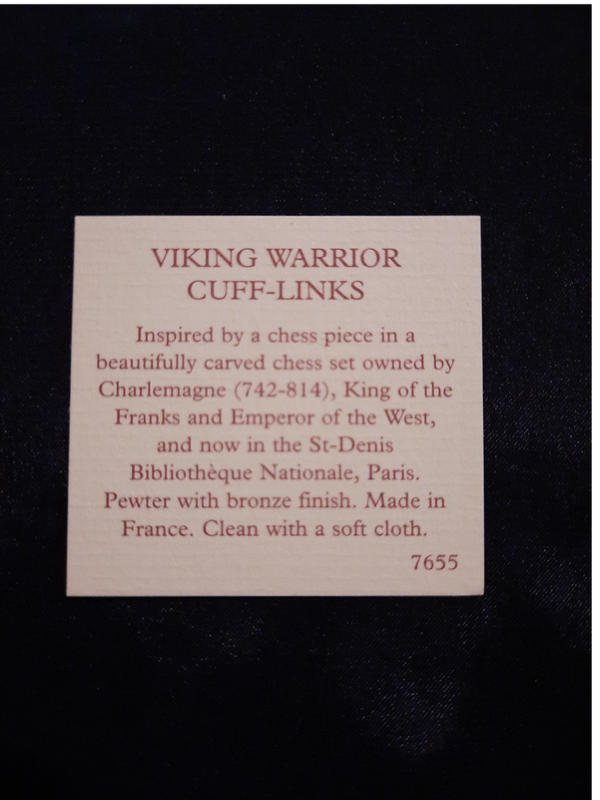 VIKING WARRIOR
CUFF-LINKS
Inspired by a chess piece in a
beautifully carved chess set owned by
Charlemagne (742-814), King of the
Franks and Emperor of the West,
and now in the St-Denis
Bibliothèque Nationale, Paris.
Pewter with bronze finish. Made in
France. Clean with a soft cloth.
7655